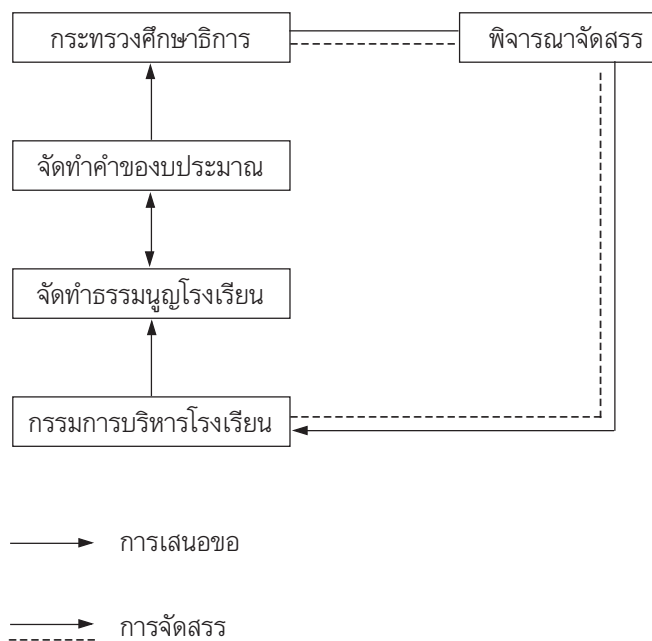 กระทรวงศึกษาธิการ
พิจารณาจัดสรร
จัดทำคำของบประมาณ
จัดทำธรรมนูญโรงเรียน
กรรมการบริหารโรงเรียน
การเสนอขอ
การจัดสรร